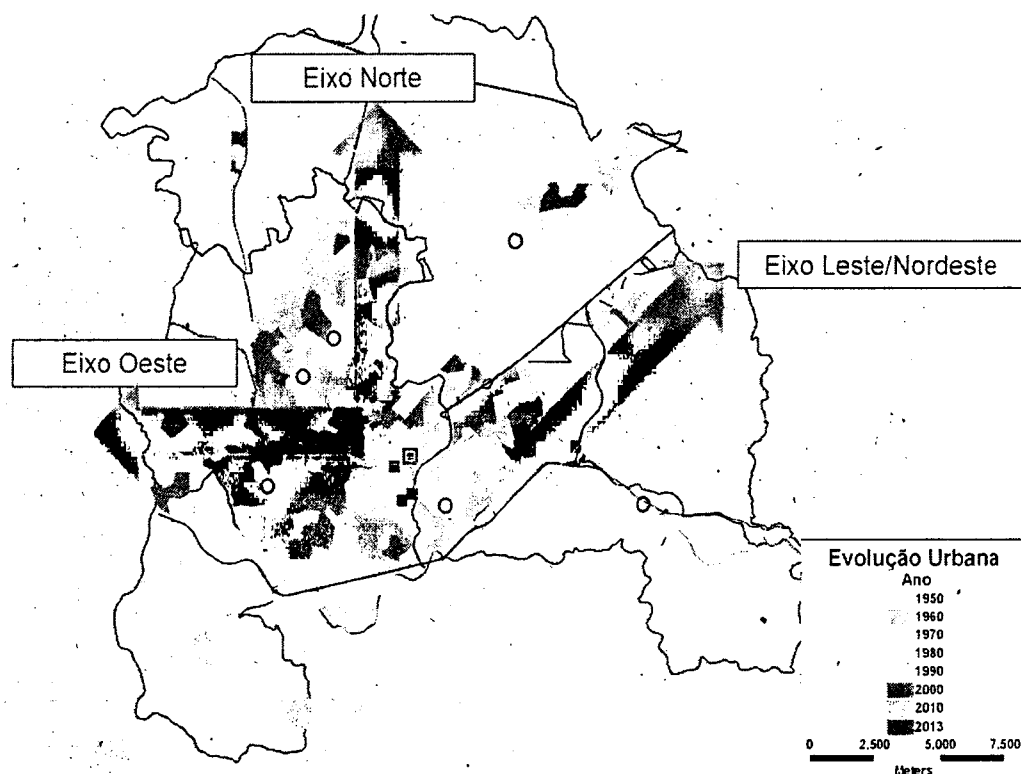 Eixo Norte
Eixo Leste/Nordeste
Eixo Oeste
Evolução Urbana
Ano
1950
1960
1970
1980
1990
2000
2010
2013
0 2.500 5.000 7.500
Meters